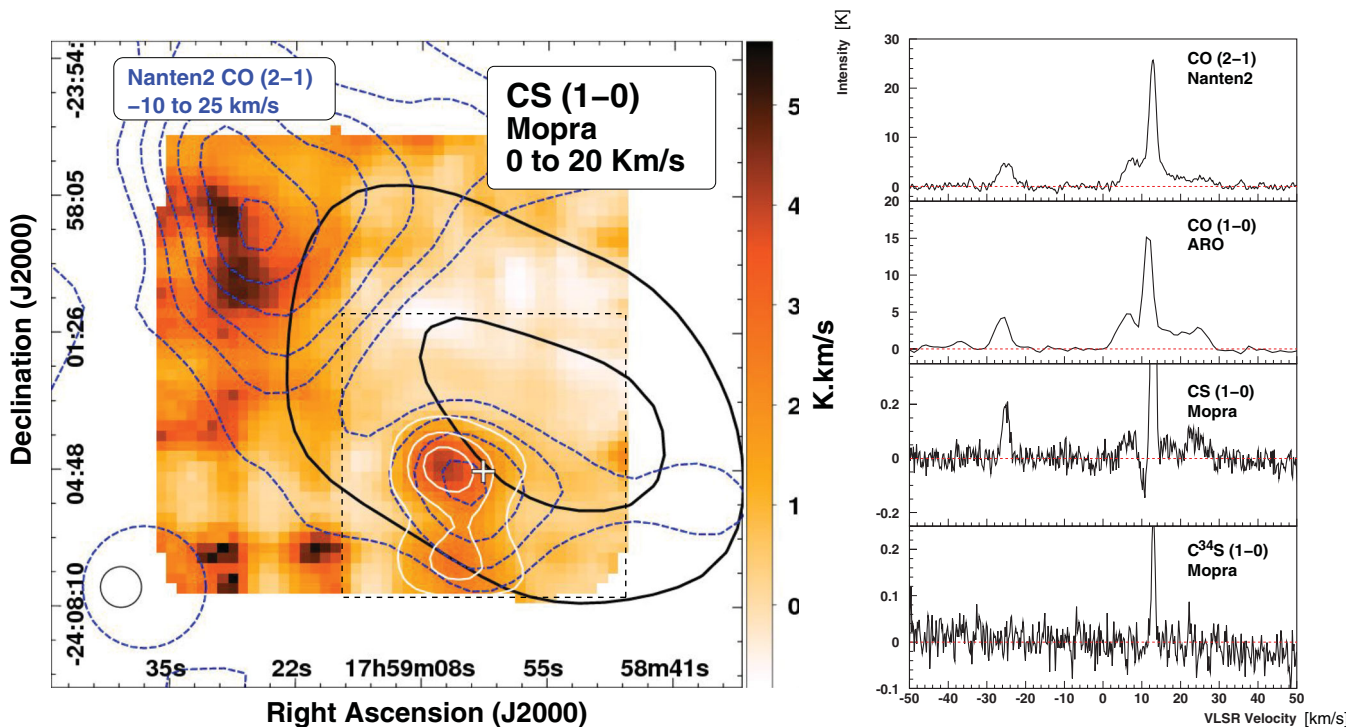 Nanten2 CO (2−1)
−10 to 25 km/s
CS (1−0)
Mopra
0 to 20 Km/s
-23:54:
58:05
01:26
04:48
-24:08:10
Declination (J2000)
35s 22s 17h59m08s 55s 58m41s
Right Ascension (J2000)
5
4
3
2
1
0
K.km/s
Intensity [K]
30
20
10
0
CO (2−1)
Nanten2
20
15
10
5
0
CO (1−0)
ARO
0.2
0
-0.2
CS (1−0)
Mopra
0.2
0.1
0
-0.1
C³⁴S (1−0)
Mopra
-50 -40 -30 -20 -10 0 10 20 30 40 50
VLSR Velocity [km/s]